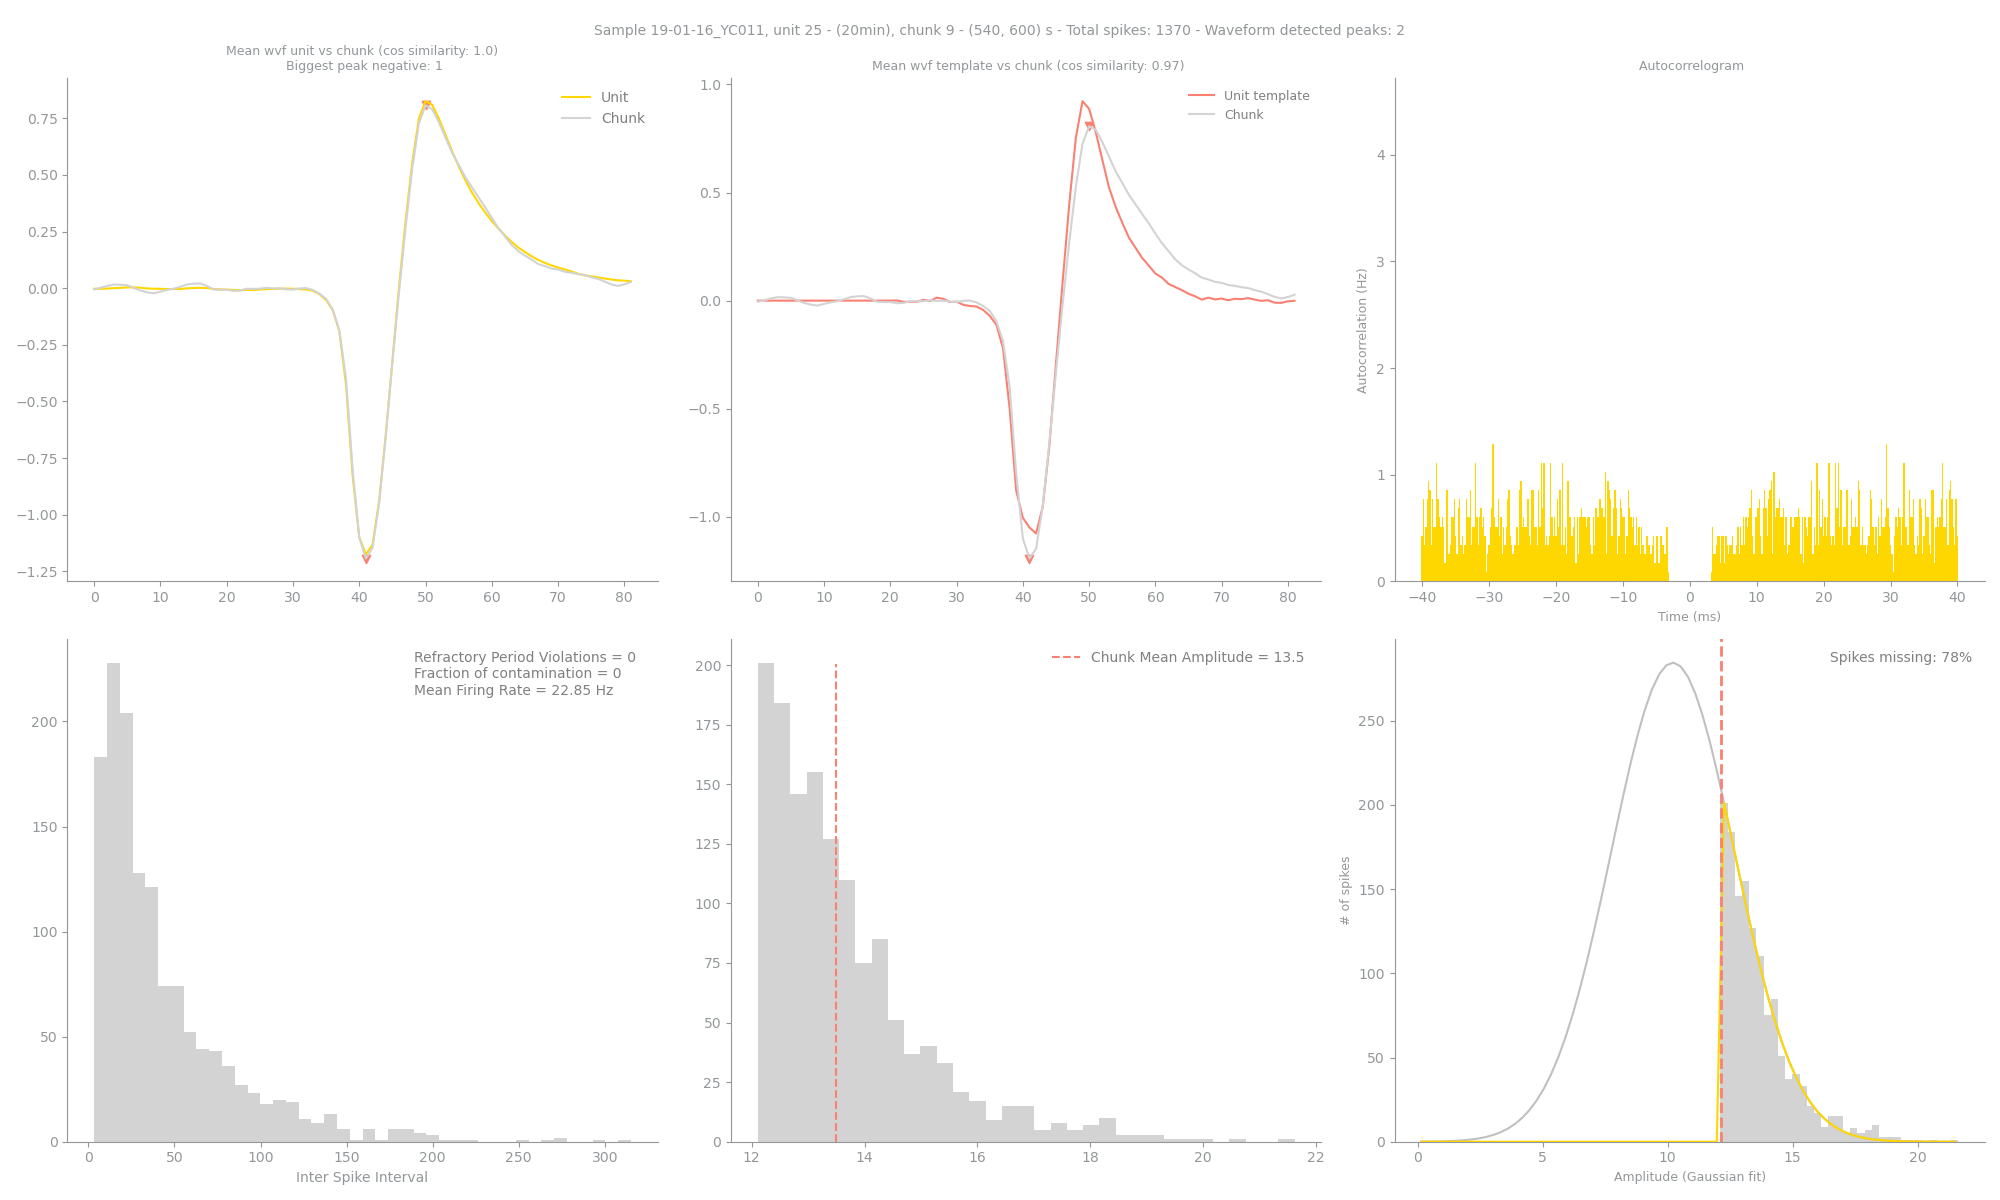 Sample 19-01-16_YC011, unit 25 - (20min), chunk 9 - (540, 600) s - Total spikes: 1370 - Waveform detected peaks: 2
Mean wvf unit vs chunk (cos similarity: 1.0)
Biggest peak negative: 1
Unit
Chunk
0.75
0.50
0.25
0.00
−0.25
−0.50
−0.75
−1.00
−1.25
0 10 20 30 40 50 60 70 80
Mean wvf template vs chunk (cos similarity: 0.97)
Unit template
Chunk
1.0
0.5
0.0
−0.5
−1.0
0 10 20 30 40 50 60 70 80
Autocorrelogram
Autocorrelation (Hz)
4
3
2
1
0
−40 −30 −20 −10 0 10 20 30 40
Time (ms)
Refractory Period Violations = 0
Fraction of contamination = 0
Mean Firing Rate = 22.85 Hz
200
150
100
50
0
0 50 100 150 200 250 300
Inter Spike Interval
Chunk Mean Amplitude = 13.5
200
175
150
125
100
75
50
25
0
12 14 16 18 20 22
Spikes missing: 78%
# of spikes
250
200
150
100
50
0
0 5 10 15 20
Amplitude (Gaussian fit)